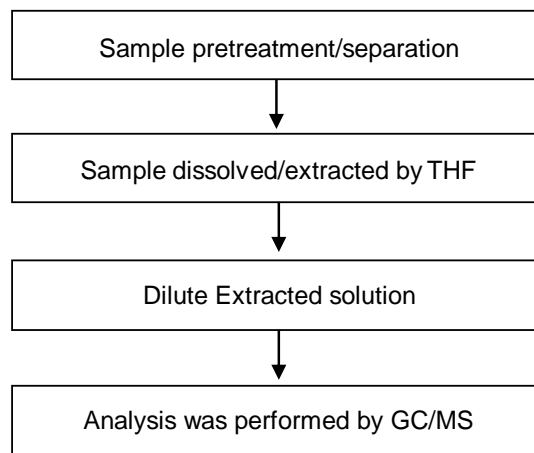 Sample pretreatment/separation
Sample dissolved/extracted by THF
Dilute Extracted solution
Analysis was performed by GC/MS